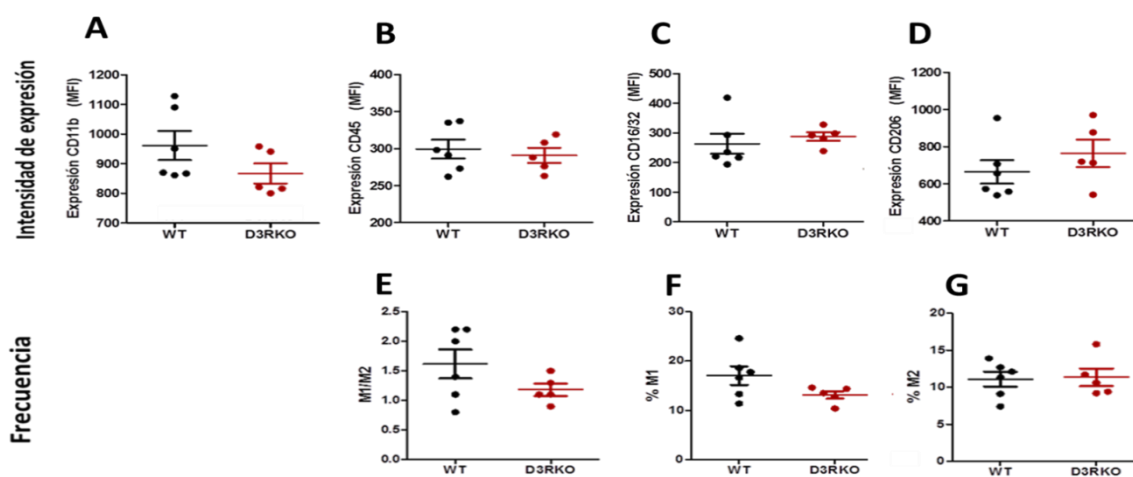 Intensidad de expresión
A
Expresión CD11b (MFI)
1200
1100
1000
900
800
700
WT
D3RKO
B
Expresión CD45 (MFI)
400
350
300
250
200
WT
D3RKO
C
Expresión CD16/32 (MFI)
500
400
300
200
100
0
WT
D3RKO
D
Expresión CD206 (MFI)
1200
1000
800
600
400
WT
D3RKO
Frecuencia
E
M1/M2
2.5
2.0
1.5
1.0
0.5
0.0
WT
D3RKO
F
% M1
30
20
10
0
WT
D3RKO
G
% M2
20
15
10
5
0
WT
D3RKO